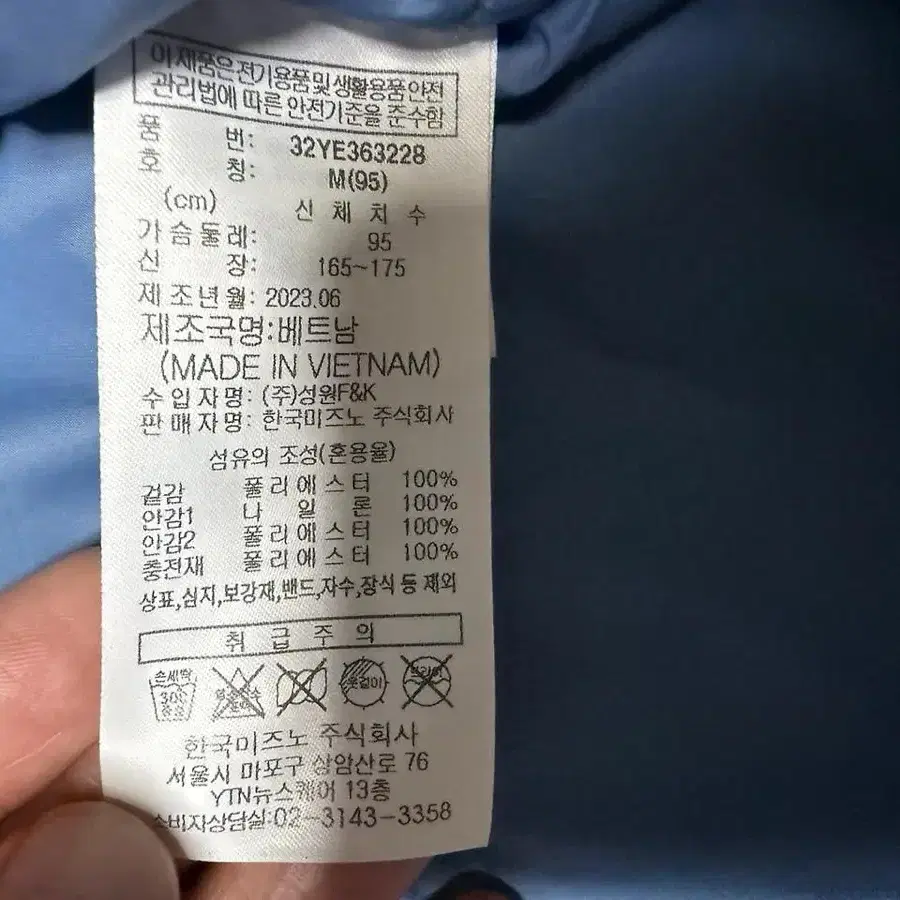 이 제품은 전기용품 및 생활용품 안전
관리법에 따른 안전기준을 준수함
품 번: 32YE363228
호 칭: M(95)
(cm) 신 체 치 수
가슴둘레: 95
신 장: 165~175
제 조 년 월: 2023.06
제조국명:베트남
(MADE IN VIETNAM)
수 입 자 명: (주)성원F&K
판 매 자 명: 한국미즈노 주식회사
섬유의 조성(혼용율)
겉감 폴 리 에 스 터 100%
안감1 나 일 론 100%
안감2 폴 리 에 스 터 100%
충전재 폴 리 에 스 터 100%
상표,심지,보강재,밴드,자수,장식 등 제외
취 급 주 의
손세탁 옷걸이 드라이
한국미즈노 주식회사
서울시 마포구 상암산로 76
YTN뉴스퀘어 13층
소비자상담실:02-3143-3358